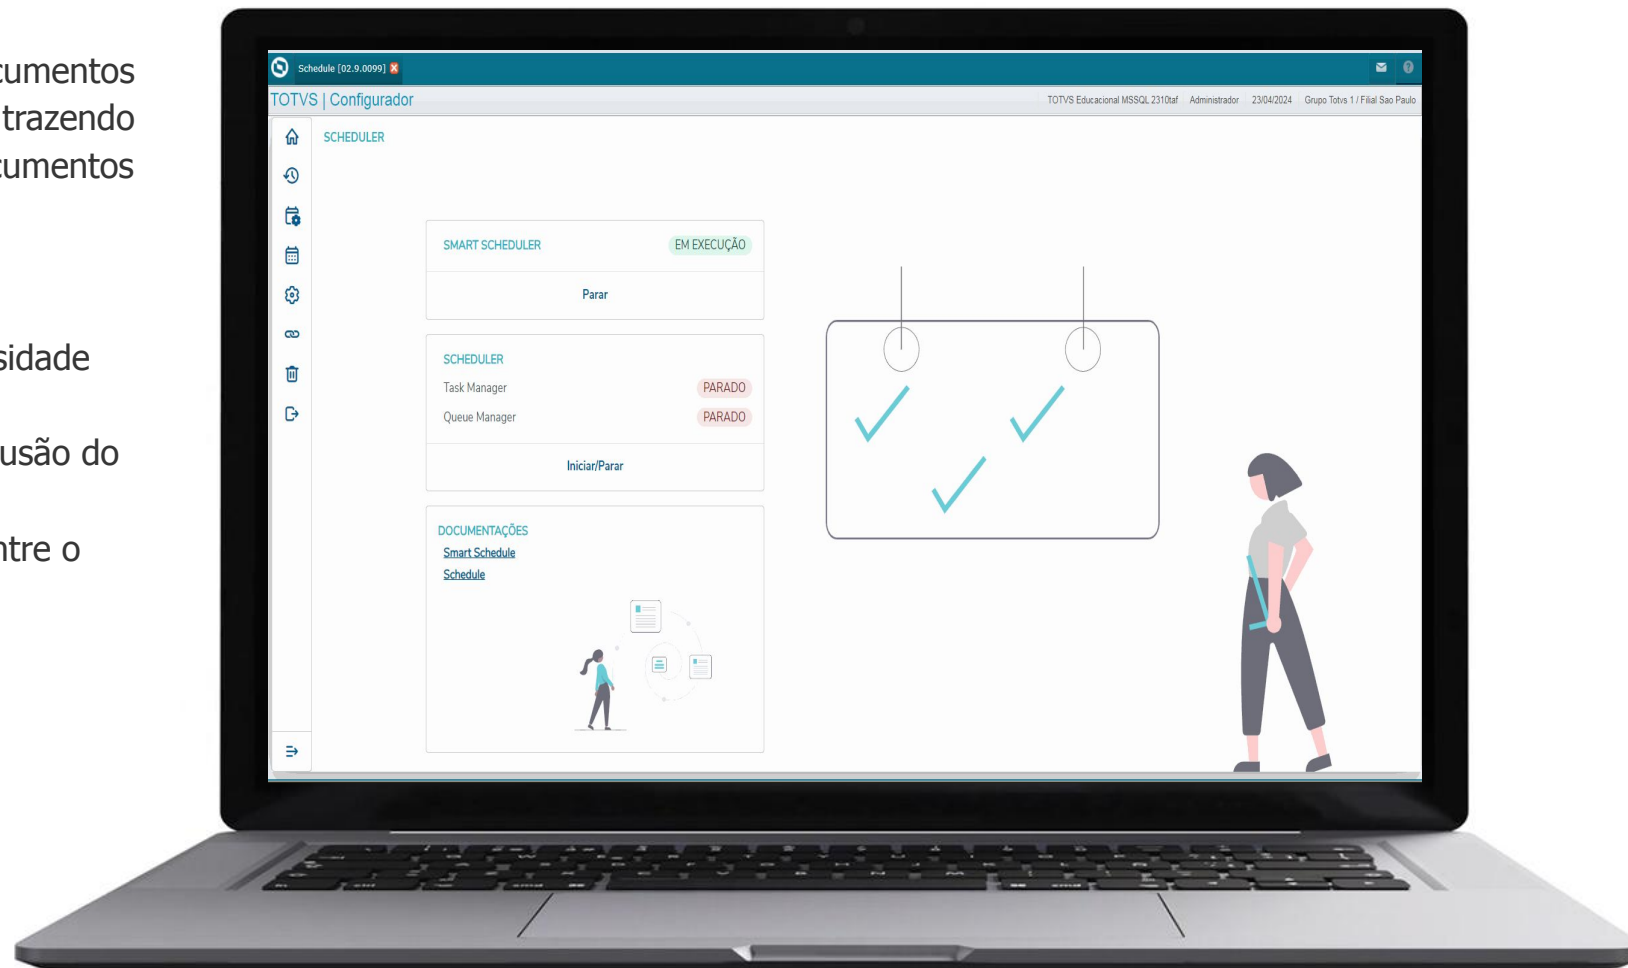 cumentos
trazendo
cumentos
sidade
usão do
ntre o
Schedule [02.9.0099]
TOTVS | Configurador
TOTVS Educacional MSSQL 2310taf Administrador 23/04/2024 Grupo Totvs 1 / Filial Sao Paulo
SCHEDULER
SMART SCHEDULER EM EXECUÇÃO
Parar
SCHEDULER
Task Manager PARADO
Queue Manager PARADO
Iniciar/Parar
DOCUMENTAÇÕES
Smart Schedule
Schedule